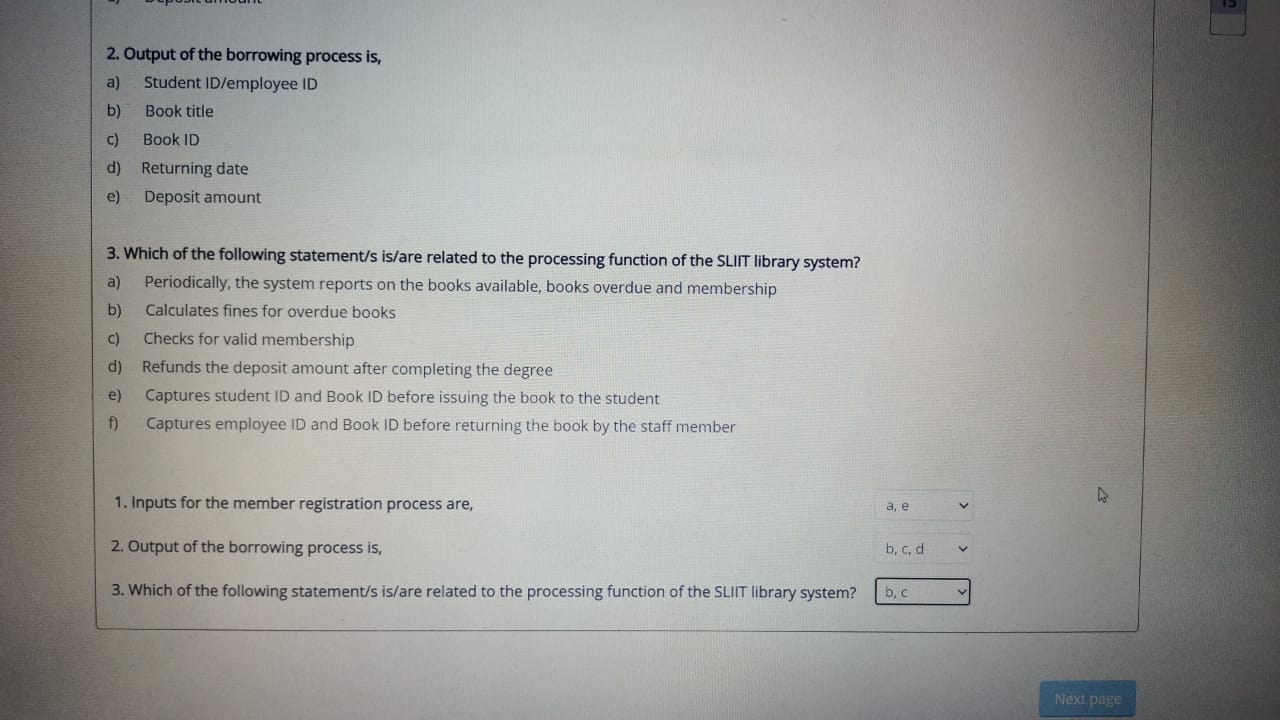 15
2. Output of the borrowing process is,
a) Student ID/employee ID
b) Book title
c) Book ID
d) Returning date
e) Deposit amount
3. Which of the following statement/s is/are related to the processing function of the SLIIT library system?
a) Periodically, the system reports on the books available, books overdue and membership
b) Calculates fines for overdue books
c) Checks for valid membership
d) Refunds the deposit amount after completing the degree
e) Captures student ID and Book ID before issuing the book to the student
f) Captures employee ID and Book ID before returning the book by the staff member
1. Inputs for the member registration process are, a, e
2. Output of the borrowing process is, b, c, d
3. Which of the following statement/s is/are related to the processing function of the SLIIT library system? b, c
Next page